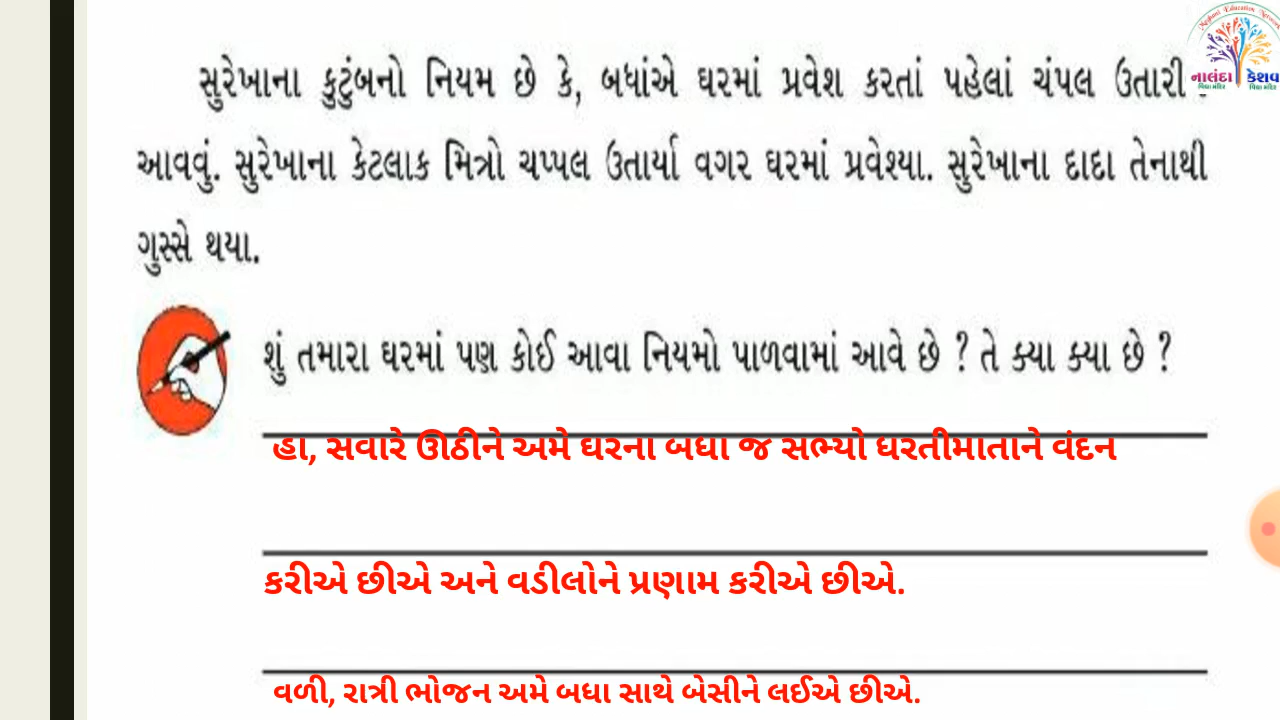 સુરેખાના કુટુંબનો નિયમ છે કે, બધાંએ ઘરમાં પ્રવેશ કરતાં પહેલાં ચંપલ ઉતારી
આવવું. સુરેખાના કેટલાક મિત્રો ચપ્પલ ઉતાર્યા વગર ઘરમાં પ્રવેશ્યા. સુરેખાના દાદા તેનાથી
ગુસ્સે થયા.
શું તમારા ઘરમાં પણ કોઈ આવા નિયમો પાળવામાં આવે છે ? તે ક્યા ક્યા છે ?
હા, સવારે ઊઠીને અમે ઘરના બધા જ સભ્યો ધરતીમાતાને વંદન
કરીએ છીએ અને વડીલોને પ્રણામ કરીએ છીએ.
વળી, રાત્રી ભોજન અમે બધા સાથે બેસીને લઈએ છીએ.
Education Network
નાલંદા કેશવ
વિદ્યા મંદિર વિદ્યા મંદિર